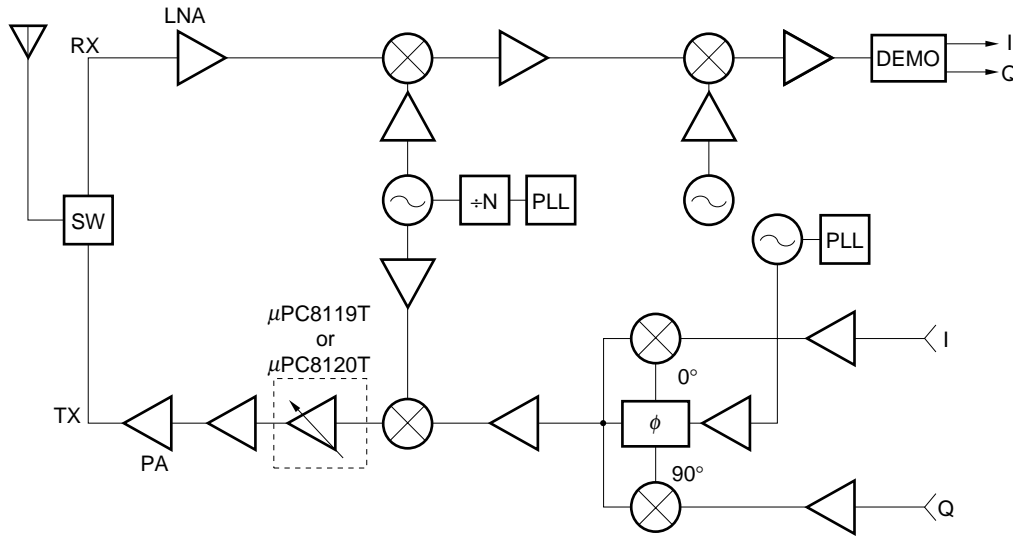 LNA
RX
DEMO
I
Q
SW
÷N
PLL
PLL
μPC8119T
or
μPC8120T
I
0°
TX
PA
ϕ
90°
Q